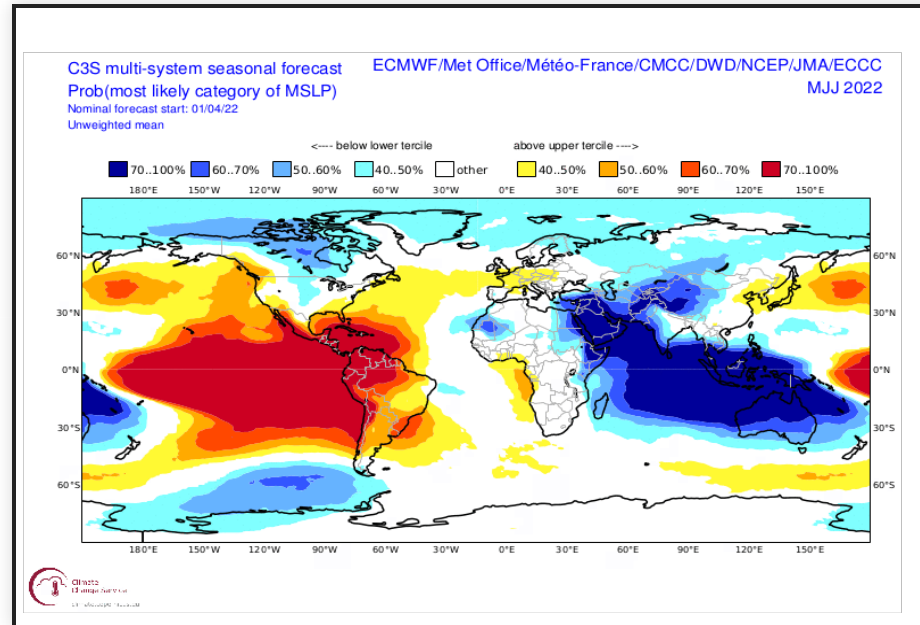 C3S multi-system seasonal forecast
ECMWF/Met Office/Météo-France/CMCC/DWD/NCEP/JMA/ECCC
Prob(most likely category of MSLP)
MJJ 2022
Nominal forecast start: 01/04/22
Unweighted mean
<---- below lower tercile
above upper tercile ---->
70..100% 60..70% 50..60% 40..50% other 40..50% 50..60% 60..70% 70..100%
180°E 150°W 120°W 90°W 60°W 30°W 0°E 30°E 60°E 90°E 120°E 150°E
60°N 60°N
30°N 30°N
0°N 0°N
30°S 30°S
60°S 60°S
180°E 150°W 120°W 90°W 60°W 30°W 0°E 30°E 60°E 90°E 120°E 150°E
Climate
Change Service